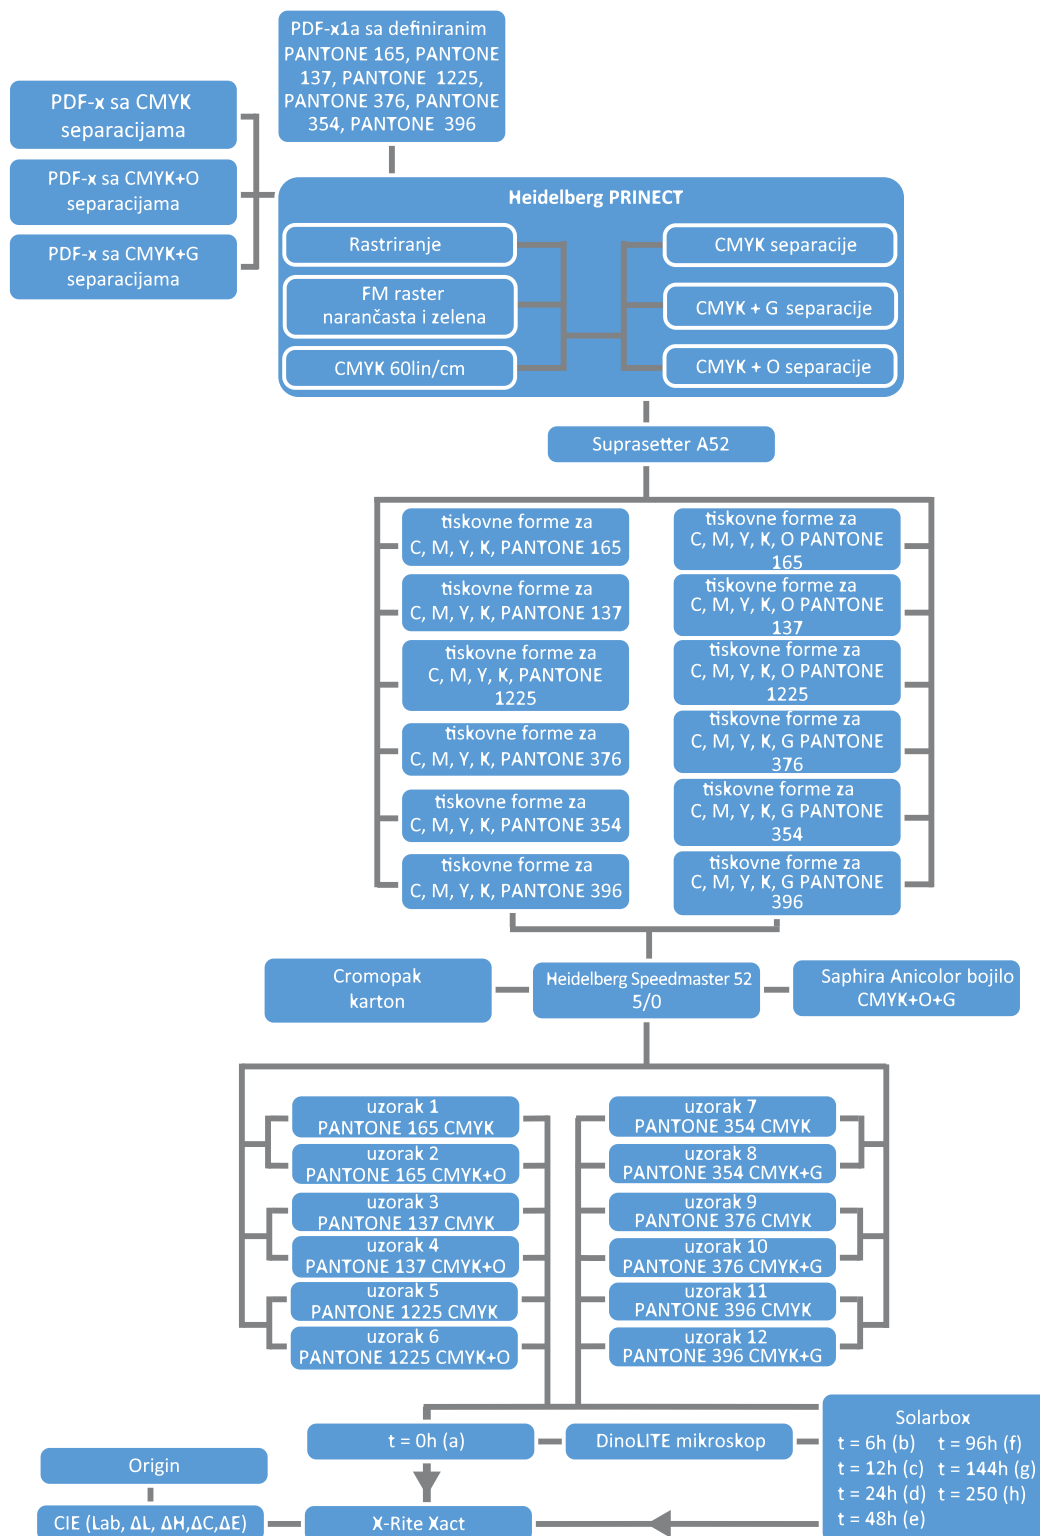 PDF-x1a sa definiranim
PANTONE 165, PANTONE
137, PANTONE 1225,
PANTONE 376, PANTONE
354, PANTONE 396
PDF-x sa CMYK
separacijama
PDF-x sa CMYK+O
separacijama
PDF-x sa CMYK+G
separacijama
Heidelberg PRINECT
Rastriranje
FM raster
narančasta i zelena
CMYK 60lin/cm
CMYK separacije
CMYK + G separacije
CMYK + O separacije
Suprasetter A52
tiskovne forme za
C, M, Y, K, PANTONE 165
tiskovne forme za
C, M, Y, K, PANTONE 137
tiskovne forme za
C, M, Y, K, PANTONE
1225
tiskovne forme za
C, M, Y, K, PANTONE 376
tiskovne forme za
C, M, Y, K, PANTONE 354
tiskovne forme za
C, M, Y, K, PANTONE 396
tiskovne forme za
C, M, Y, K, O PANTONE
165
tiskovne forme za
C, M, Y, K, O PANTONE
137
tiskovne forme za
C, M, Y, K, O PANTONE
1225
tiskovne forme za
C, M, Y, K, G PANTONE
376
tiskovne forme za
C, M, Y, K, G PANTONE
354
tiskovne forme za
C, M, Y, K, G PANTONE
396
Cromopak
karton
Heidelberg Speedmaster 52
5/0
Saphira Anicolor bojilo
CMYK+O+G
uzorak 1
PANTONE 165 CMYK
uzorak 2
PANTONE 165 CMYK+O
uzorak 3
PANTONE 137 CMYK
uzorak 4
PANTONE 137 CMYK+O
uzorak 5
PANTONE 1225 CMYK
uzorak 6
PANTONE 1225 CMYK+O
uzorak 7
PANTONE 354 CMYK
uzorak 8
PANTONE 354 CMYK+G
uzorak 9
PANTONE 376 CMYK
uzorak 10
PANTONE 376 CMYK+G
uzorak 11
PANTONE 396 CMYK
uzorak 12
PANTONE 396 CMYK+G
t = 0h (a)
DinoLITE mikroskop
Solarbox
t = 6h (b) t = 96h (f)
t = 12h (c) t = 144h (g)
t = 24h (d) t = 250 (h)
t = 48h (e)
Origin
CIE (Lab, ΔL, ΔH,ΔC,ΔE)
X-Rite Xact